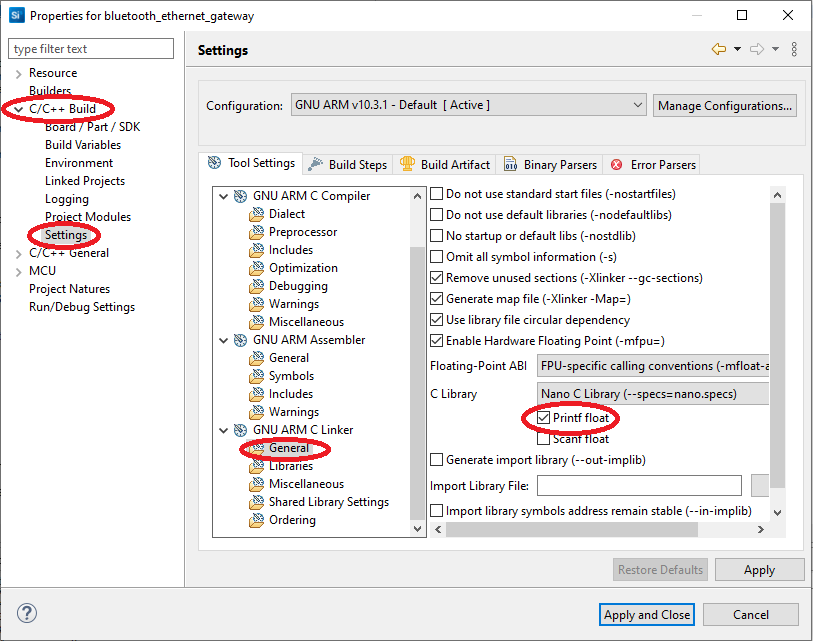 Si Properties for bluetooth_ethernet_gateway
type filter text
Settings
Resource
Builders
C/C++ Build
Board / Part / SDK
Build Variables
Environment
Linked Projects
Logging
Project Modules
Settings
C/C++ General
MCU
Project Natures
Run/Debug Settings
Configuration: GNU ARM v10.3.1 - Default [ Active ] Manage Configurations...
Tool Settings Build Steps Build Artifact Binary Parsers Error Parsers
GNU ARM C Compiler
Dialect
Preprocessor
Includes
Optimization
Debugging
Warnings
Miscellaneous
GNU ARM Assembler
General
Symbols
Includes
Warnings
GNU ARM C Linker
General
Libraries
Miscellaneous
Shared Library Settings
Ordering
Do not use standard start files (-nostartfiles)
Do not use default libraries (-nodefaultlibs)
No startup or default libs (-nostdlib)
Omit all symbol information (-s)
Remove unused sections (-Xlinker --gc-sections)
Generate map file (-Xlinker -Map=)
Use library file circular dependency
Enable Hardware Floating Point (-mfpu=)
Floating-Point ABI FPU-specific calling conventions (-mfloat-a
C Library Nano C Library (--specs=nano.specs)
Printf float
Scanf float
Generate import library (--out-implib)
Import Library File:
Import library symbols address remain stable (--in-implib)
Restore Defaults Apply
? Apply and Close Cancel